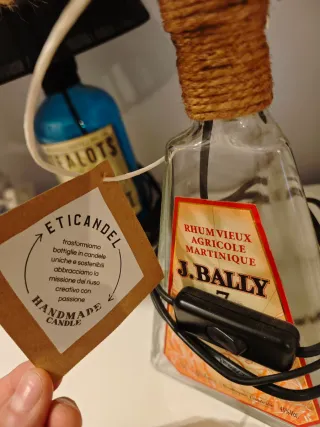 ETICANDEL
trasformiamo
bottiglie in candele
uniche e sostenibili
abbracciamo la
missione del riuso
creativo con
passione
HANDMADE
CANDLE
RHUM VIEUX
AGRICOLE
MARTINIQUE
J. BALLY
7